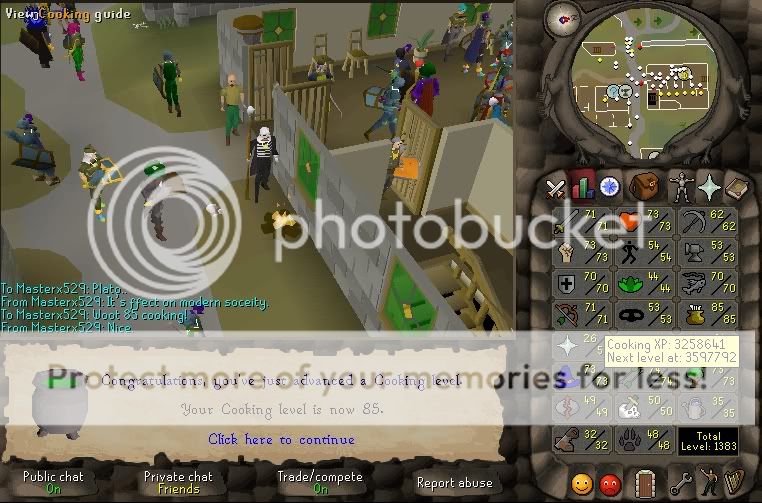 View Cooking guide
To Masterx529: Plato..
From Masterx529: It's ffect on modern soceity.
To Masterx529: Woot 85 cooking!
From Masterx529: Nice
photobucket
Protect more of your memories for less!
Congratulations, you've just advanced a Cooking level.
Your Cooking level is now 85.
Click here to continue
Public chat
On
Private chat
Friends
Trade/compete
On
Report abuse
71 71 73 73 62 62
73 73 54 54 53 53
70 70 44 44 70 70
71 71 53 53 85 85
26
Cooking XP: 3258641
Next level at: 3597792
73 73
49 49 50 50 35 35
32 32 48 48
Total
Level: 1383